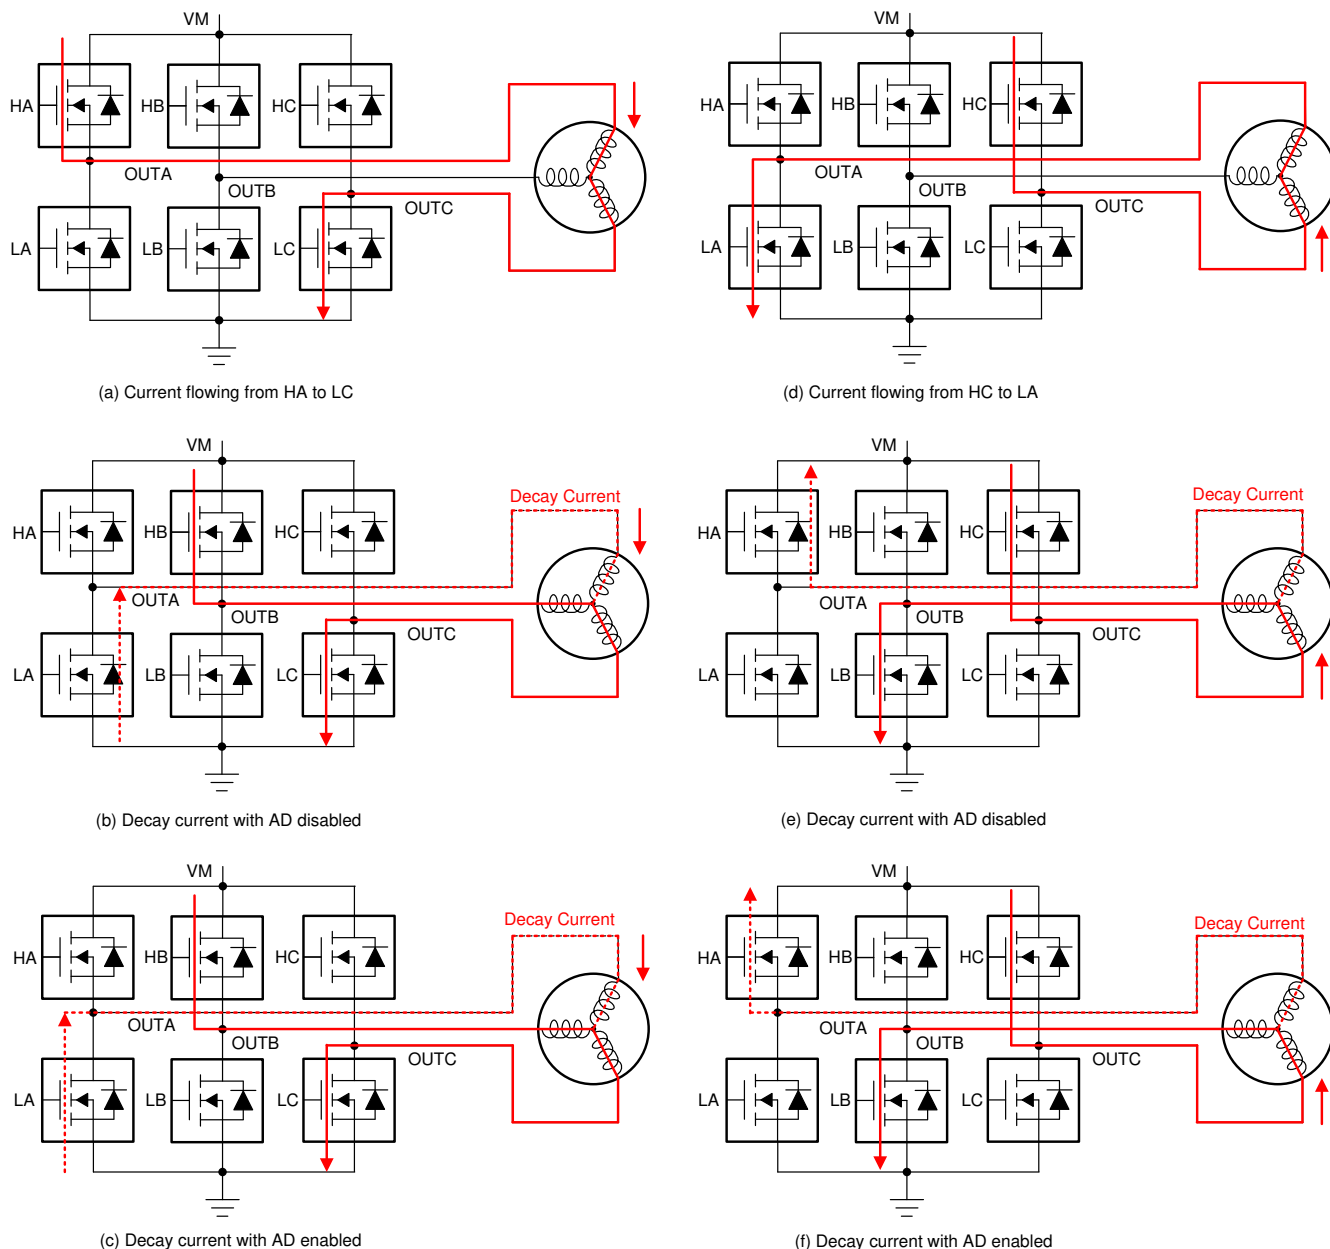 VM
HA
HB
HC
OUTA
OUTB
OUTC
LA
LB
LC
(a) Current flowing from HA to LC
VM
HA
HB
HC
OUTA
OUTB
OUTC
LA
LB
LC
(d) Current flowing from HC to LA
VM
Decay Current
HA
HB
HC
OUTA
OUTB
OUTC
LA
LB
LC
(b) Decay current with AD disabled
VM
Decay Current
HA
HB
HC
OUTA
OUTB
OUTC
LA
LB
LC
(e) Decay current with AD disabled
VM
Decay Current
HA
HB
HC
OUTA
OUTB
OUTC
LA
LB
LC
(c) Decay current with AD enabled
VM
Decay Current
HA
HB
HC
OUTA
OUTB
OUTC
LA
LB
LC
(f) Decay current with AD enabled